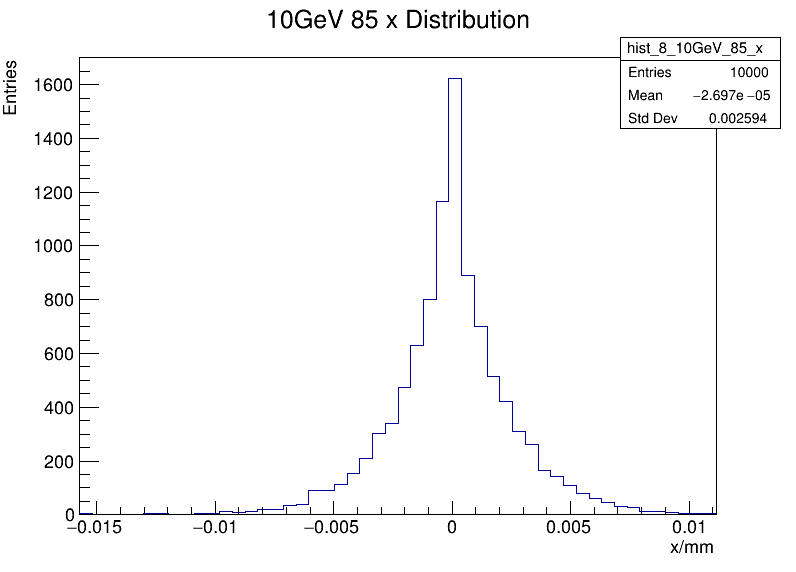 10GeV 85 x Distribution
hist_8_10GeV_85_x
Entries 10000
Mean −2.697e−05
Std Dev 0.002594
Entries
1600
1400
1200
1000
800
600
400
200
0
−0.015 −0.01 −0.005 0 0.005 0.01
x/mm